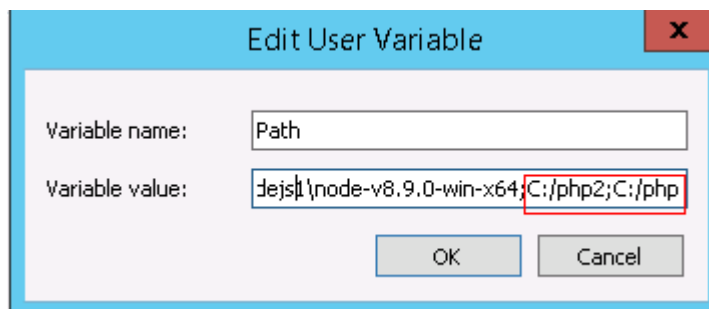 Edit User Variable
x
Variable name:
Path
Variable value:
dejs1\node-v8.9.0-win-x64;C:/php2;C:/php
OK
Cancel